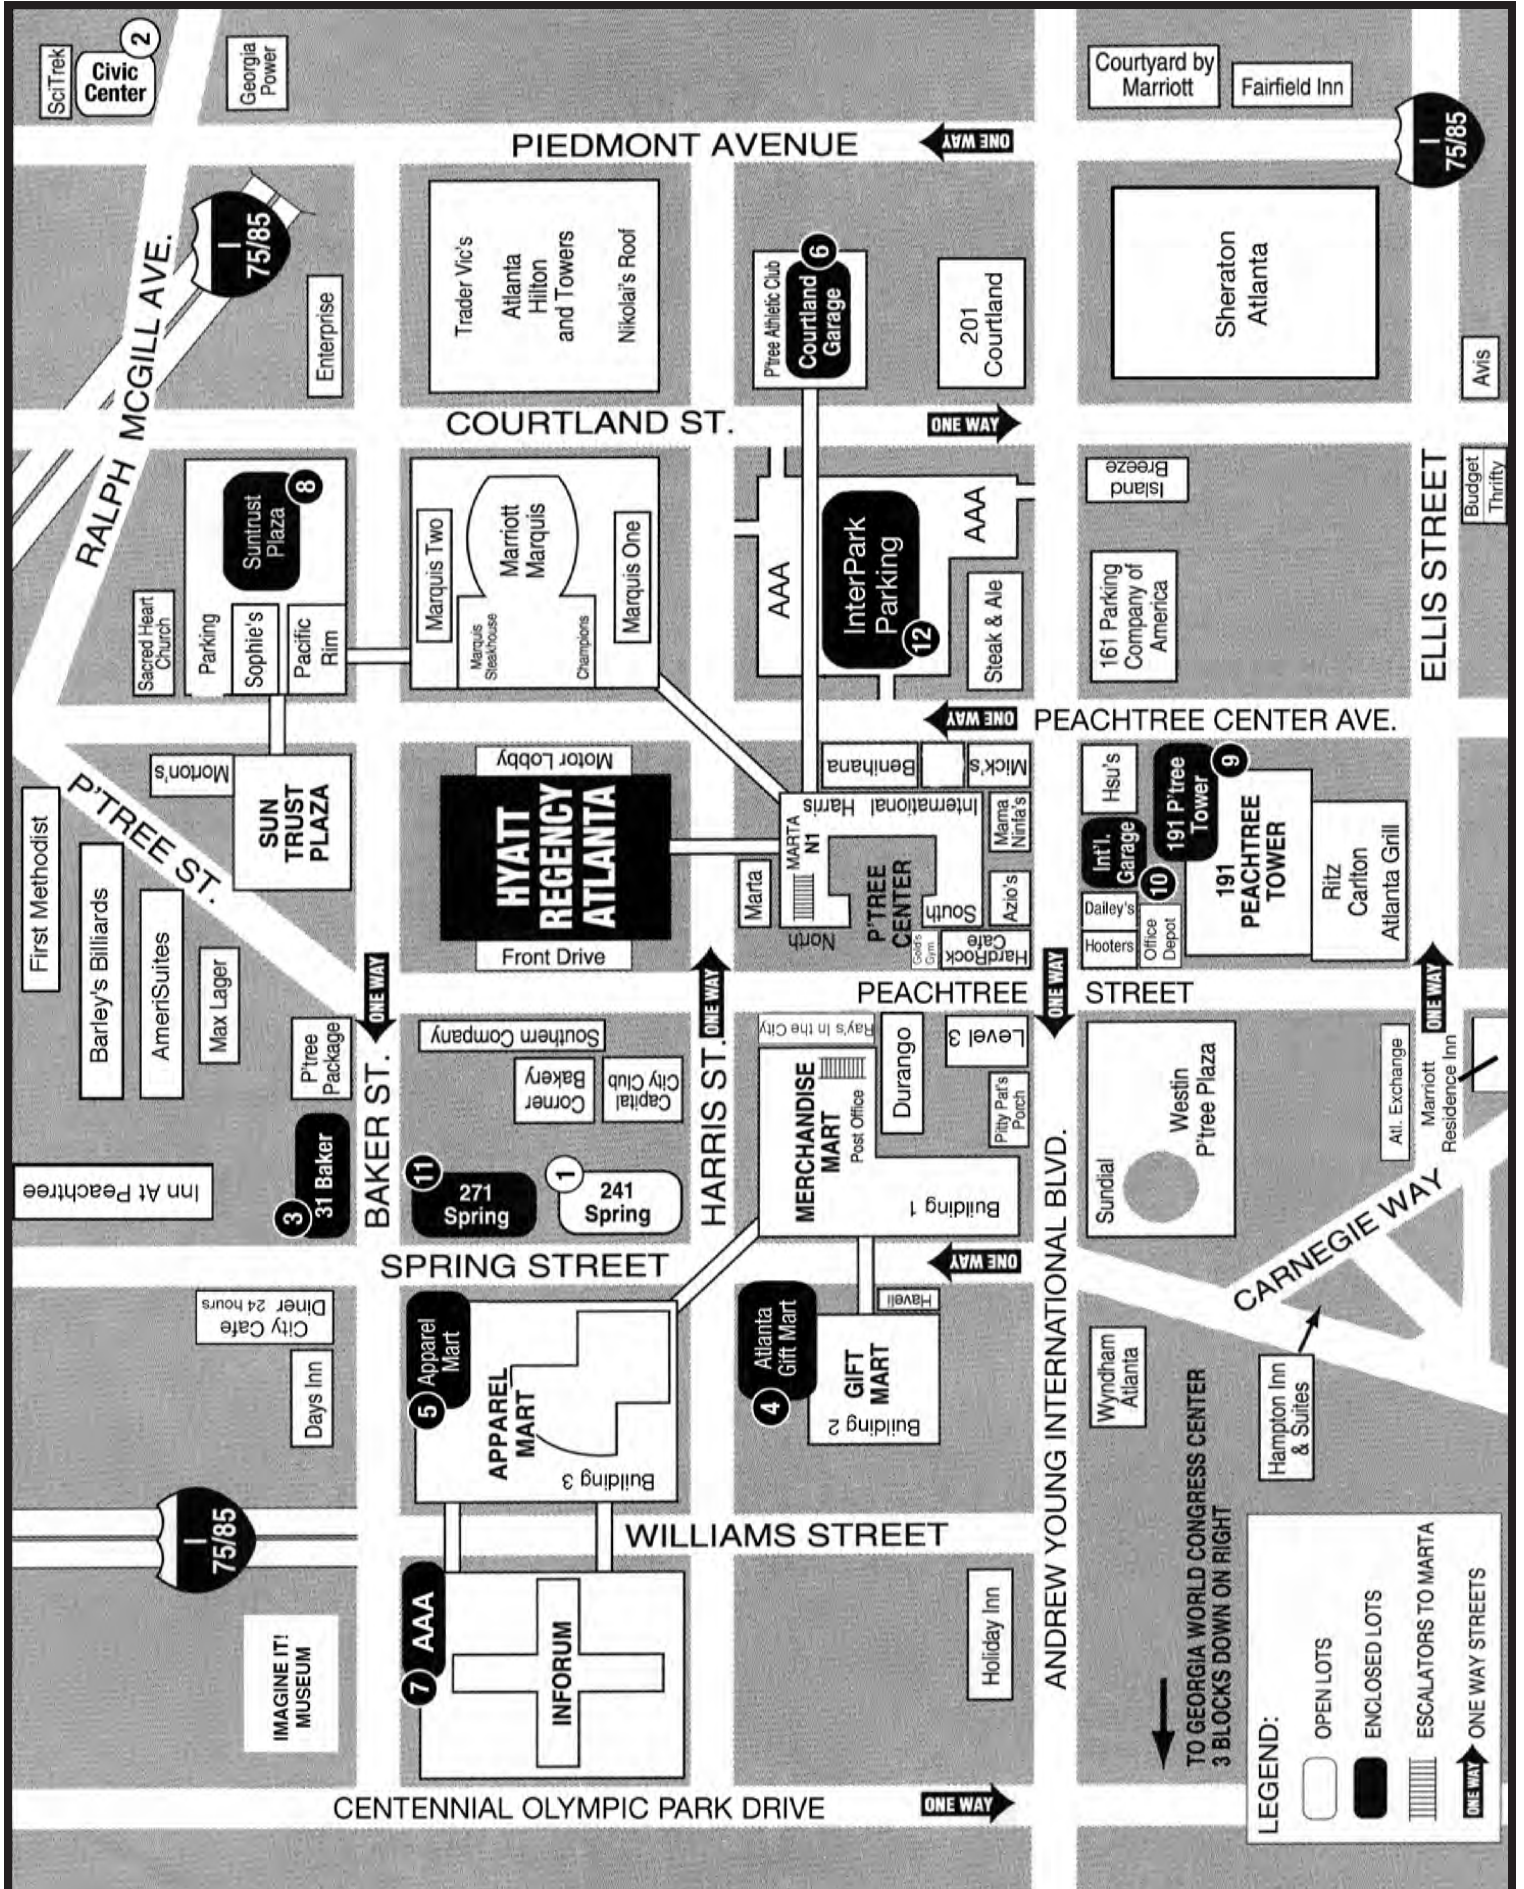 SciTrek
Civic
Center
2
Georgia
Power
Courtyard by
Marriott
Fairfield Inn
PIEDMONT AVENUE
ONE WAY
I
75/85
RALPH MCGILL AVE.
I
75/85
Enterprise
Trader Vic's
Atlanta
Hilton
and Towers
Nikolai's Roof
P'tree Athletic Club
Courtland
Garage
6
201
Courtland
Sheraton
Atlanta
Avis
COURTLAND ST.
ONE WAY
Suntrust
Plaza
8
Sacred Heart
Church
Parking
Sophie's
Pacific
Rim
Marquis Two
Marriott
Marquis
Marquis
Steakhouse
Champions
Marquis One
AAA
InterPark
Parking
12
AAA
Steak & Ale
Island
Breeze
161 Parking
Company of
America
ELLIS STREET
Budget
Thrifty
ONE WAY
PEACHTREE CENTER AVE.
First Methodist
P'TREE ST.
Morton's
SUN
TRUST
PLAZA
Barley's Billiards
AmeriSuites
Max Lager
Motor Lobby
HYATT
REGENCY
ATLANTA
Front Drive
Marta
MARTA
N1
Harris
International
North
P'TREE
CENTER
South
Gold's
Gym
Benihana
Mick's
Mama
Ninfa's
Azio's
HardRock
Cafe
Hsu's
Int'l.
Garage
10
191 P'tree
Tower
9
Dailey's
Hooters
Office
Depot
191
PEACHTREE
TOWER
Ritz
Carlton
Atlanta Grill
ONE WAY
ONE WAY
PEACHTREE STREET
ONE WAY
ONE WAY
P'tree
Package
31 Baker
3
Inn At Peachtree
BAKER ST.
Southern Company
Corner
Bakery
Capital
City Club
271
Spring
11
241
Spring
1
HARRIS ST.
Ray's In the City
MERCHANDISE
MART
Post Office
Building 1
Durango
Level 3
Pitty Pat's
Porch
ANDREW YOUNG INTERNATIONAL BLVD.
Sundial
Westin
P'tree Plaza
Atl. Exchange
Marriott
Residence Inn
CARNEGIE WAY
SPRING STREET
ONE WAY
City Cafe
Diner 24 hours
Days Inn
Apparel
Mart
5
APPAREL
MART
Building 3
Atlanta
Gift Mart
4
GIFT
MART
Building 2
Haveli
Wyndham
Atlanta
Hampton Inn
& Suites
I
75/85
WILLIAMS STREET
IMAGINE IT!
MUSEUM
AAA
7
INFORUM
Holiday Inn
TO GEORGIA WORLD CONGRESS CENTER
3 BLOCKS DOWN ON RIGHT
CENTENNIAL OLYMPIC PARK DRIVE
ONE WAY
LEGEND:
OPEN LOTS
ENCLOSED LOTS
ESCALATORS TO MARTA
ONE WAY
ONE WAY STREETS